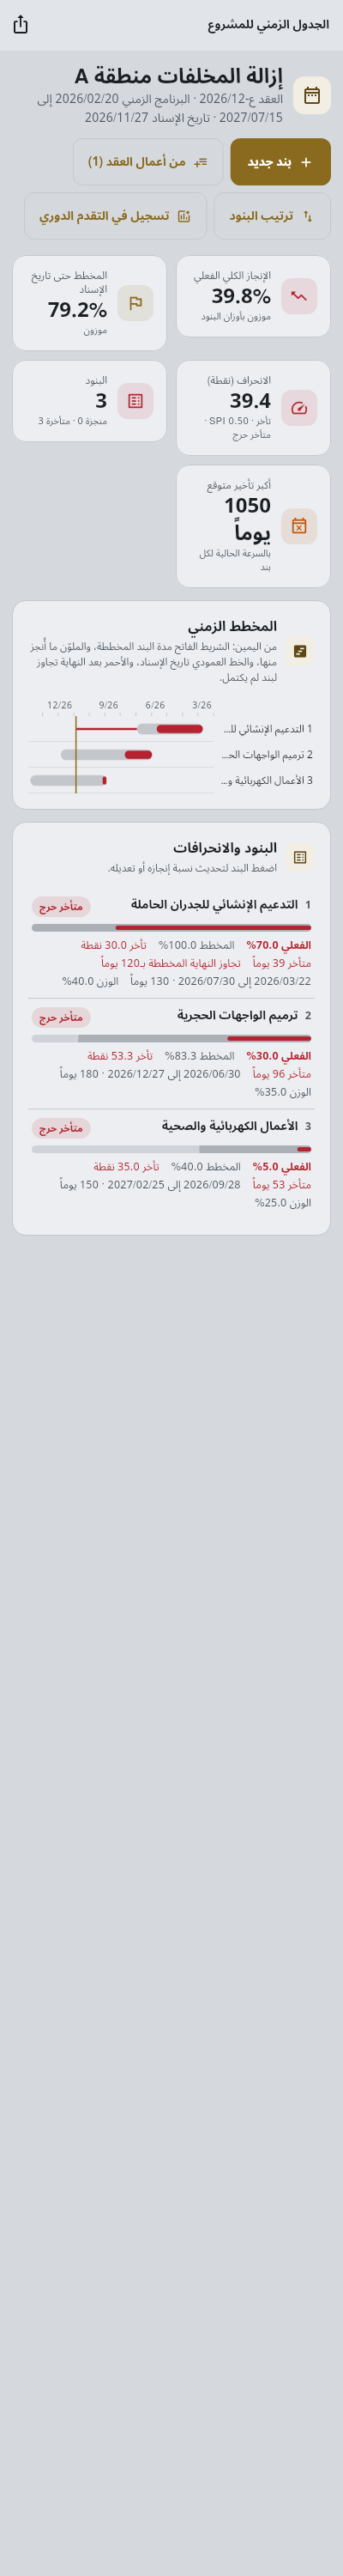 الجدول الزمني للمشروع
إزالة المخلفات منطقة A
العقد ع-2026/12 · البرنامج الزمني 2026/02/20 إلى
2027/07/15 · تاريخ الإسناد 2026/11/27
بند جديد
من أعمال العقد (1)
ترتيب البنود
تسجيل في التقدم الدوري
الإنجاز الكلي الفعلي
39.8%
موزون بأوزان البنود
المخطط حتى تاريخ
الإسناد
79.2%
موزون
الانحراف (نقطة)
39.4
تأخر · SPI 0.50 ·
متأخر حرج
البنود
3
منجزة 0 · متأخرة 3
أكبر تأخير متوقع
1050
يوماً
بالسرعة الحالية لكل
بند
المخطط الزمني
من اليمين: الشريط الفاتح مدة البند المخططة، والملوّن ما أُنجز
منها، والخط العمودي تاريخ الإسناد، والأحمر بعد النهاية تجاوز
لبند لم يكتمل.
3/26 6/26 9/26 12/26
1 التدعيم الإنشائي للـ...
2 ترميم الواجهات الحـ...
3 الأعمال الكهربائية و...
البنود والانحرافات
اضغط البند لتحديث نسبة إنجازه أو تعديله.
1 التدعيم الإنشائي للجدران الحاملة
متأخر حرج
الفعلي 70.0% المخطط 100.0% تأخر 30.0 نقطة
متأخر 39 يوماً تجاوز النهاية المخططة بـ120 يوماً
2026/03/22 إلى 2026/07/30 · 130 يوماً الوزن 40.0%
2 ترميم الواجهات الحجرية
متأخر حرج
الفعلي 30.0% المخطط 83.3% تأخر 53.3 نقطة
متأخر 96 يوماً 2026/06/30 إلى 2026/12/27 · 180 يوماً
الوزن 35.0%
3 الأعمال الكهربائية والصحية
متأخر حرج
الفعلي 5.0% المخطط 40.0% تأخر 35.0 نقطة
متأخر 53 يوماً 2026/09/28 إلى 2027/02/25 · 150 يوماً
الوزن 25.0%